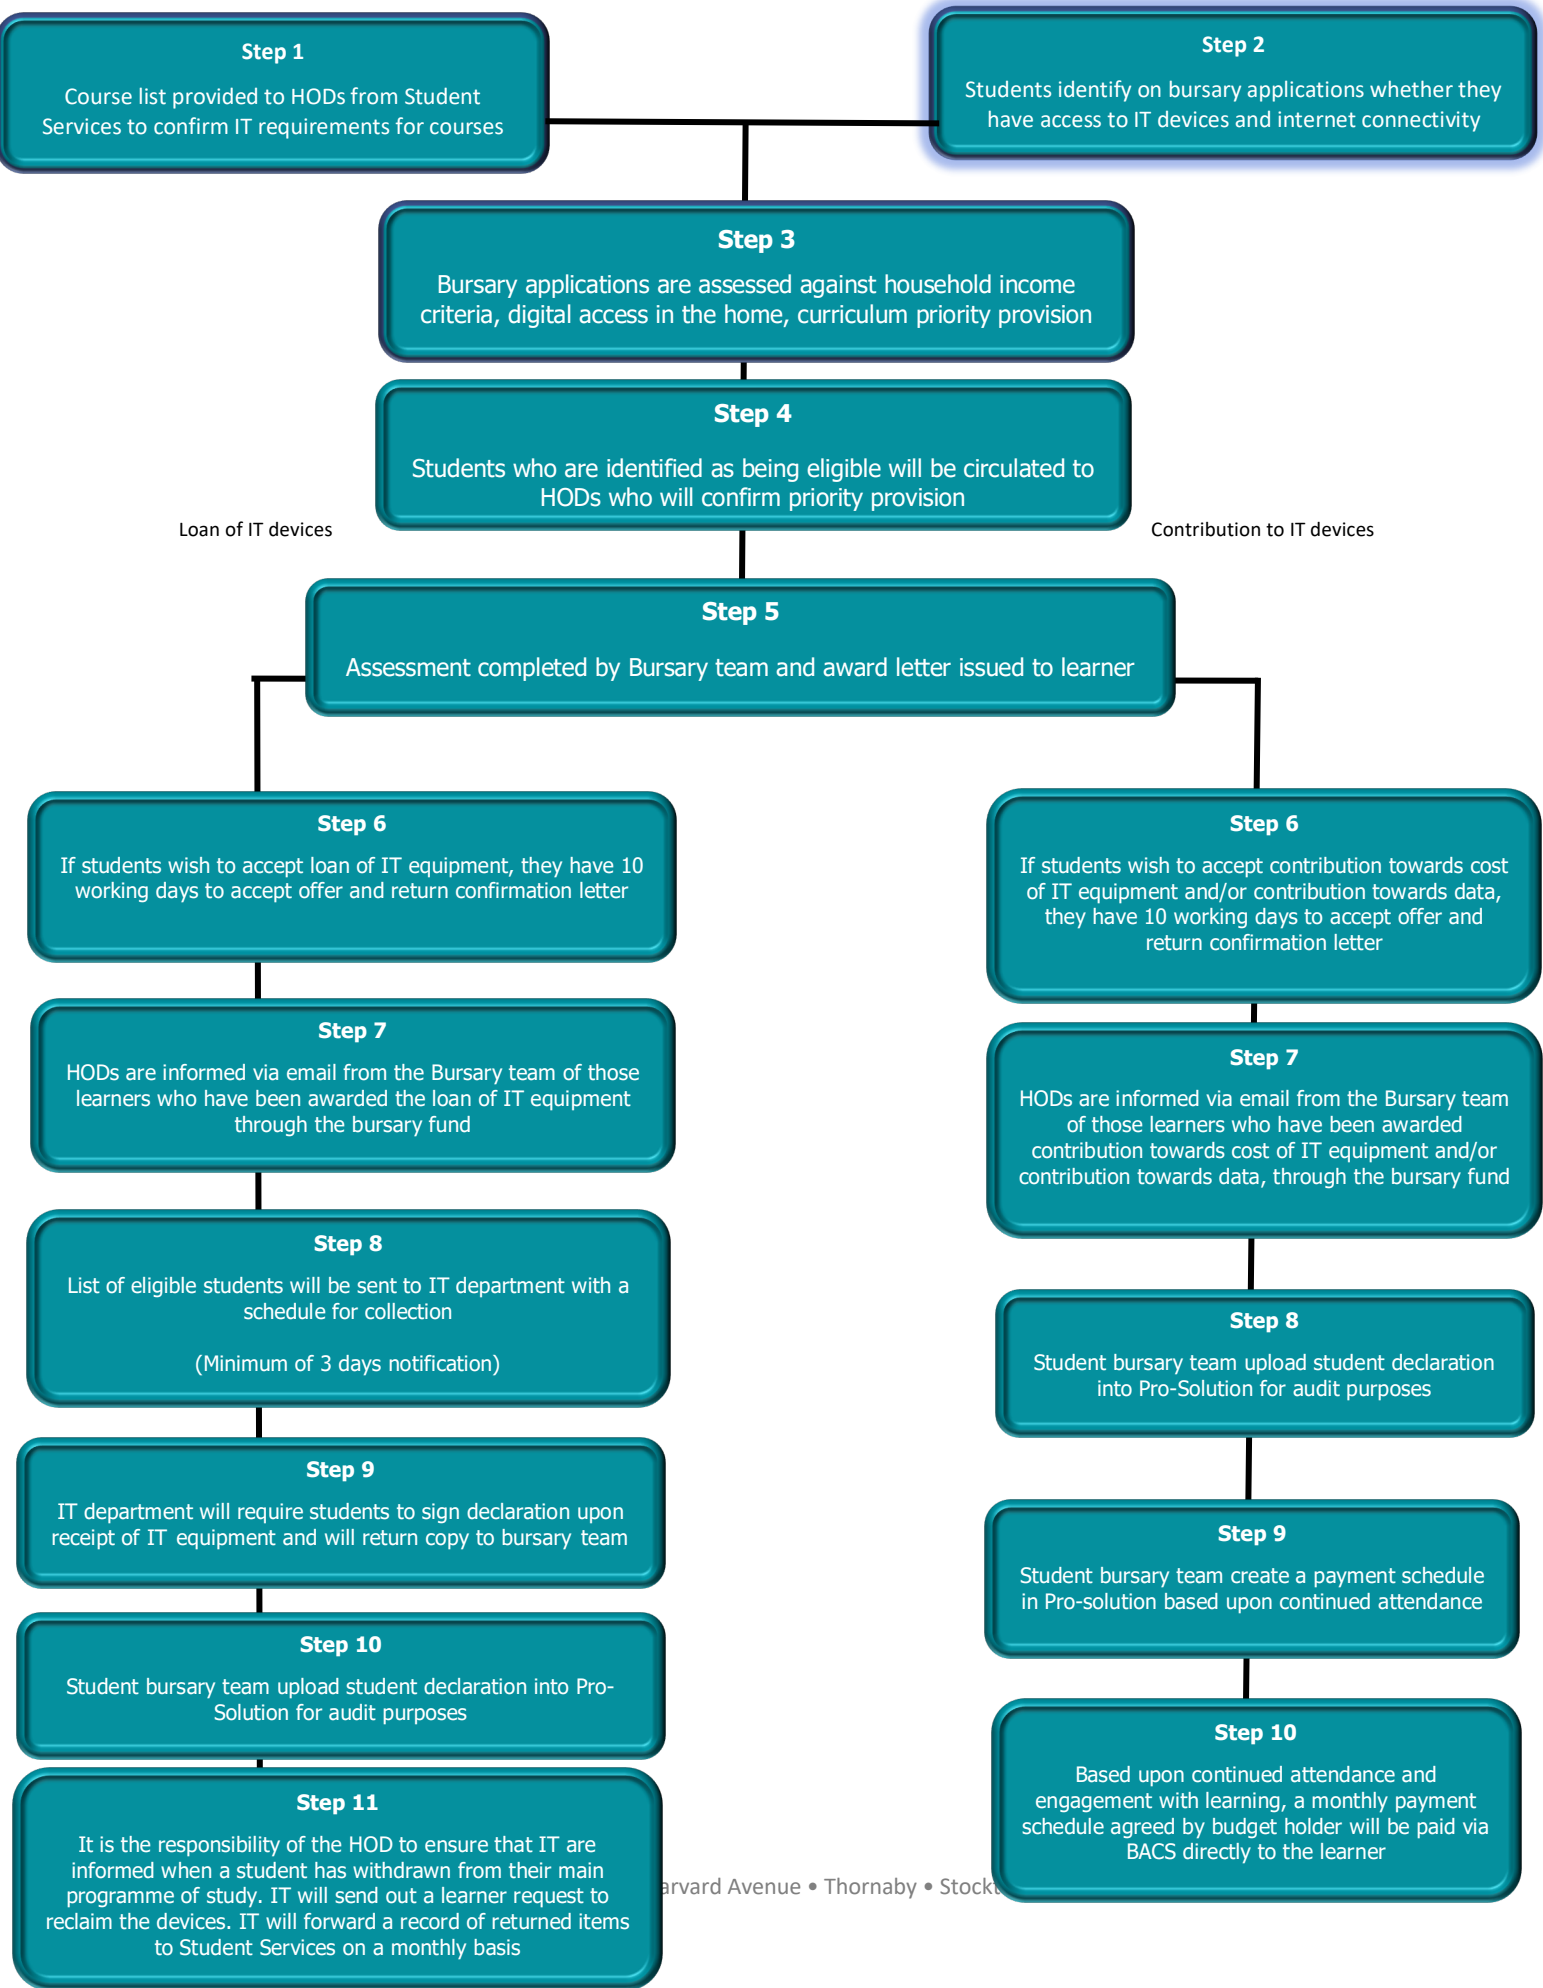 Step 1
Course list provided to HODs from Student
Services to confirm IT requirements for courses
Step 2
Students identify on bursary applications whether they
have access to IT devices and internet connectivity
Step 3
Bursary applications are assessed against household income
criteria, digital access in the home, curriculum priority provision
Step 4
Students who are identified as being eligible will be circulated to
HODs who will confirm priority provision
Loan of IT devices
Contribution to IT devices
Step 5
Assessment completed by Bursary team and award letter issued to learner
Step 6
If students wish to accept loan of IT equipment, they have 10
working days to accept offer and return confirmation letter
Step 7
HODs are informed via email from the Bursary team of those
learners who have been awarded the loan of IT equipment
through the bursary fund
Step 8
List of eligible students will be sent to IT department with a
schedule for collection
(Minimum of 3 days notification)
Step 9
IT department will require students to sign declaration upon
receipt of IT equipment and will return copy to bursary team
Step 10
Student bursary team upload student declaration into Pro-
Solution for audit purposes
Step 11
It is the responsibility of the HOD to ensure that IT are
informed when a student has withdrawn from their main
programme of study. IT will send out a learner request to
reclaim the devices. IT will forward a record of returned items
to Student Services on a monthly basis
Step 6
If students wish to accept contribution towards cost
of IT equipment and/or contribution towards data,
they have 10 working days to accept offer and
return confirmation letter
Step 7
HODs are informed via email from the Bursary team
of those learners who have been awarded
contribution towards cost of IT equipment and/or
contribution towards data, through the bursary fund
Step 8
Student bursary team upload student declaration
into Pro-Solution for audit purposes
Step 9
Student bursary team create a payment schedule
in Pro-solution based upon continued attendance
Step 10
Based upon continued attendance and
engagement with learning, a monthly payment
schedule agreed by budget holder will be paid via
BACS directly to the learner
Avenue • Thornaby •